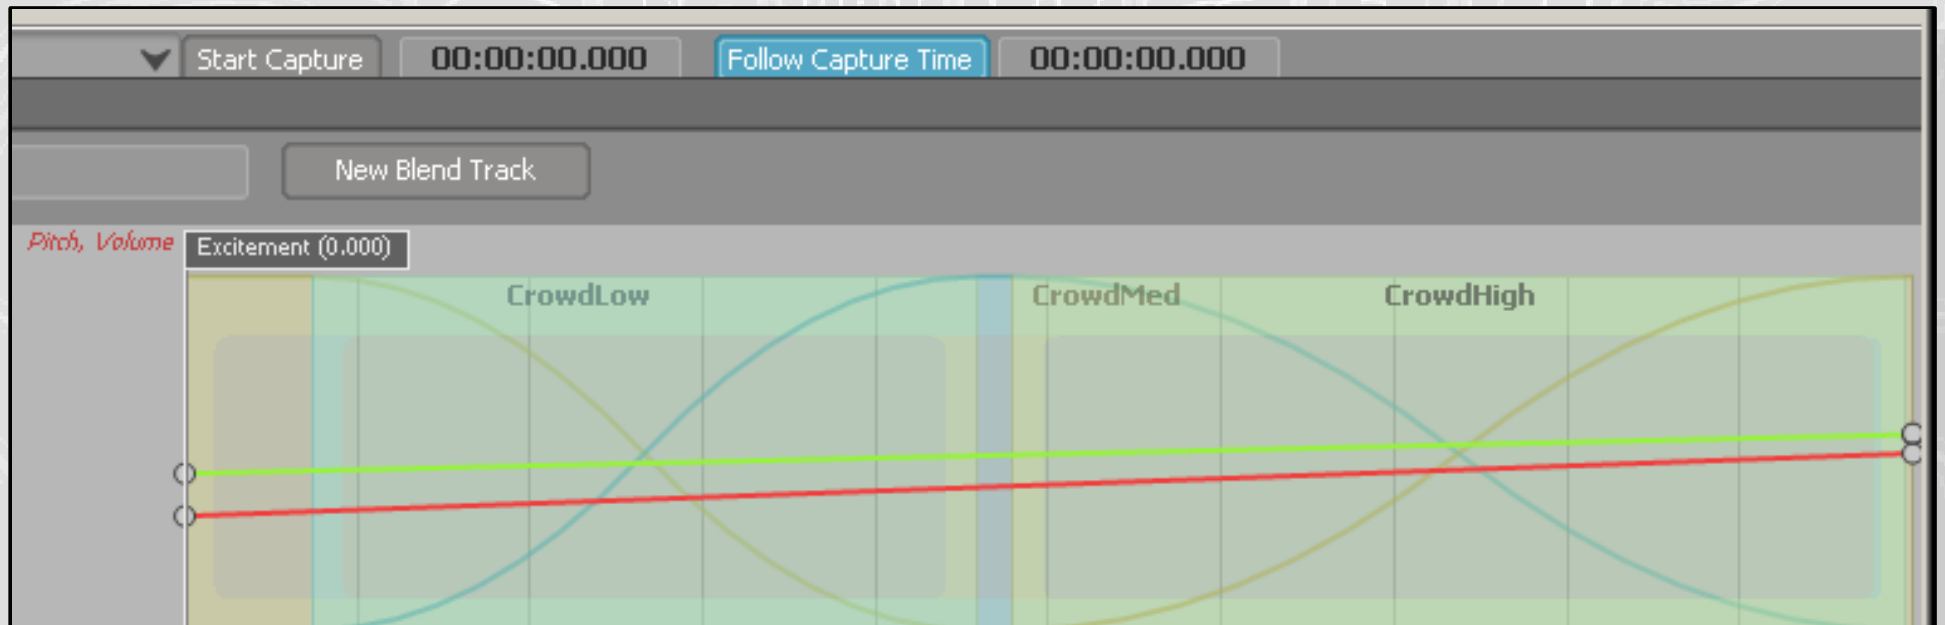 Start Capture 00:00:00.000 Follow Capture Time 00:00:00.000
New Blend Track
Pitch, Volume Excitement (0.000)
CrowdLow CrowdMed CrowdHigh